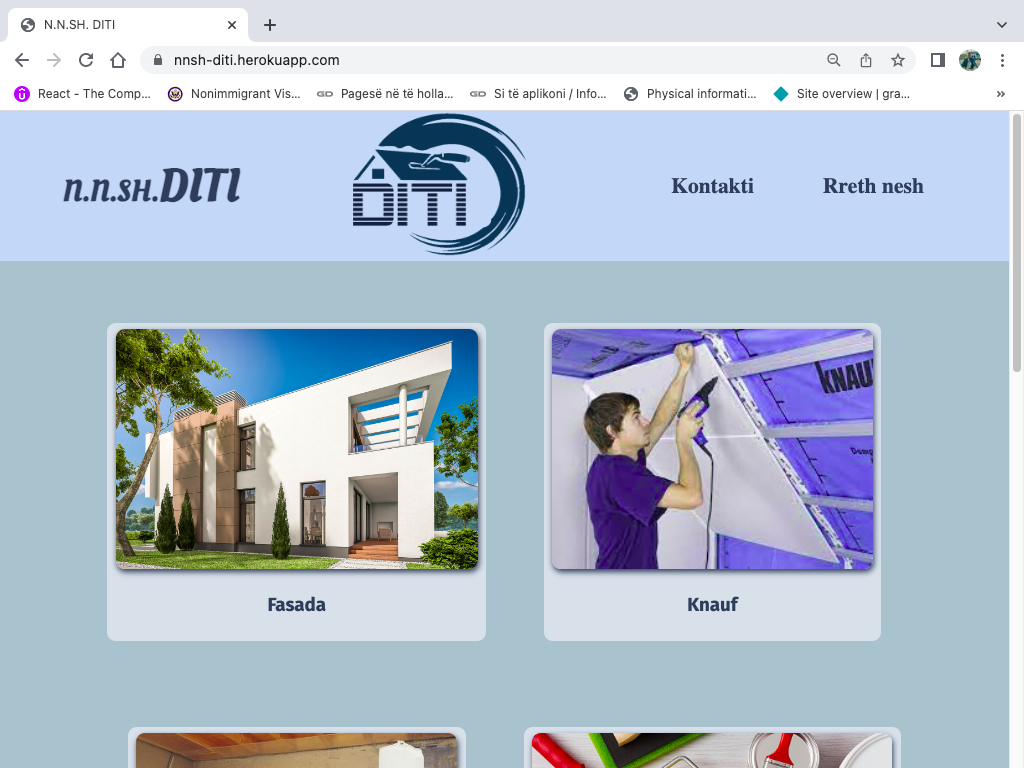 N.N.SH. DITI
nnsh-diti.herokuapp.com
React - The Comp...
Nonimmigrant Vis...
Pagesë në të holla...
Si të aplikoni / Info...
Physical informati...
Site overview | gra...
n.n.sh.DITI
DITI
Kontakti
Rreth nesh
KNAU
Fasada
Knauf